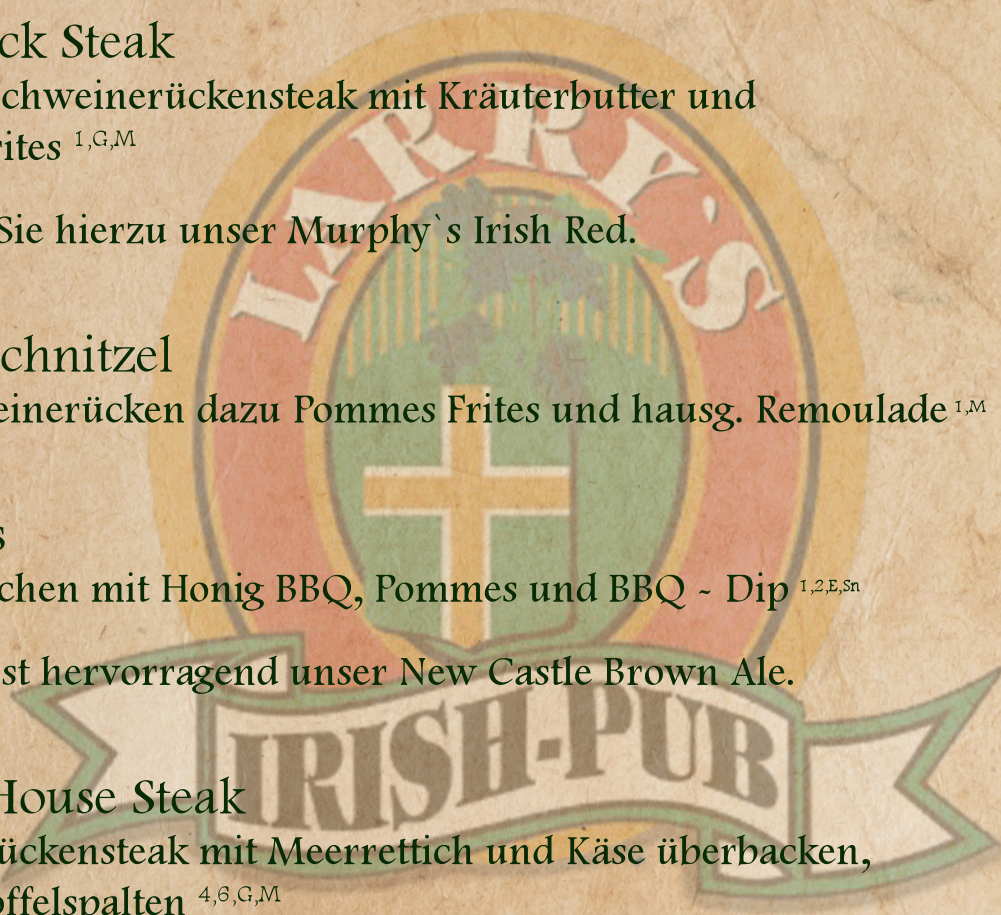 ck Steak
chweinerückensteak mit Kräuterbutter und
rites 1,G,M
LARRY'S
Sie hierzu unser Murphy`s Irish Red.
chnitzel
einerücken dazu Pommes Frites und hausg. Remoulade 1,M
s
chen mit Honig BBQ, Pommes und BBQ - Dip 1,2,E,Sn
st hervorragend unser New Castle Brown Ale.
IRISH-PUB
House Steak
ückensteak mit Meerrettich und Käse überbacken,
offelspalten 4,6,G,M